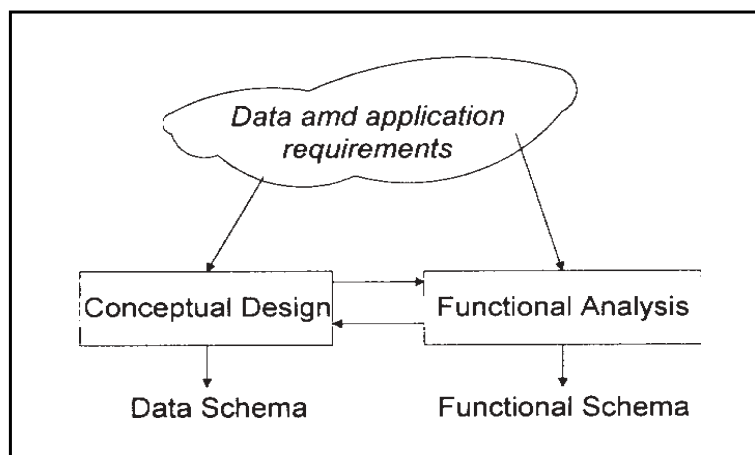 Data amd application
requirements
Conceptual Design
Functional Analysis
Data Schema
Functional Schema